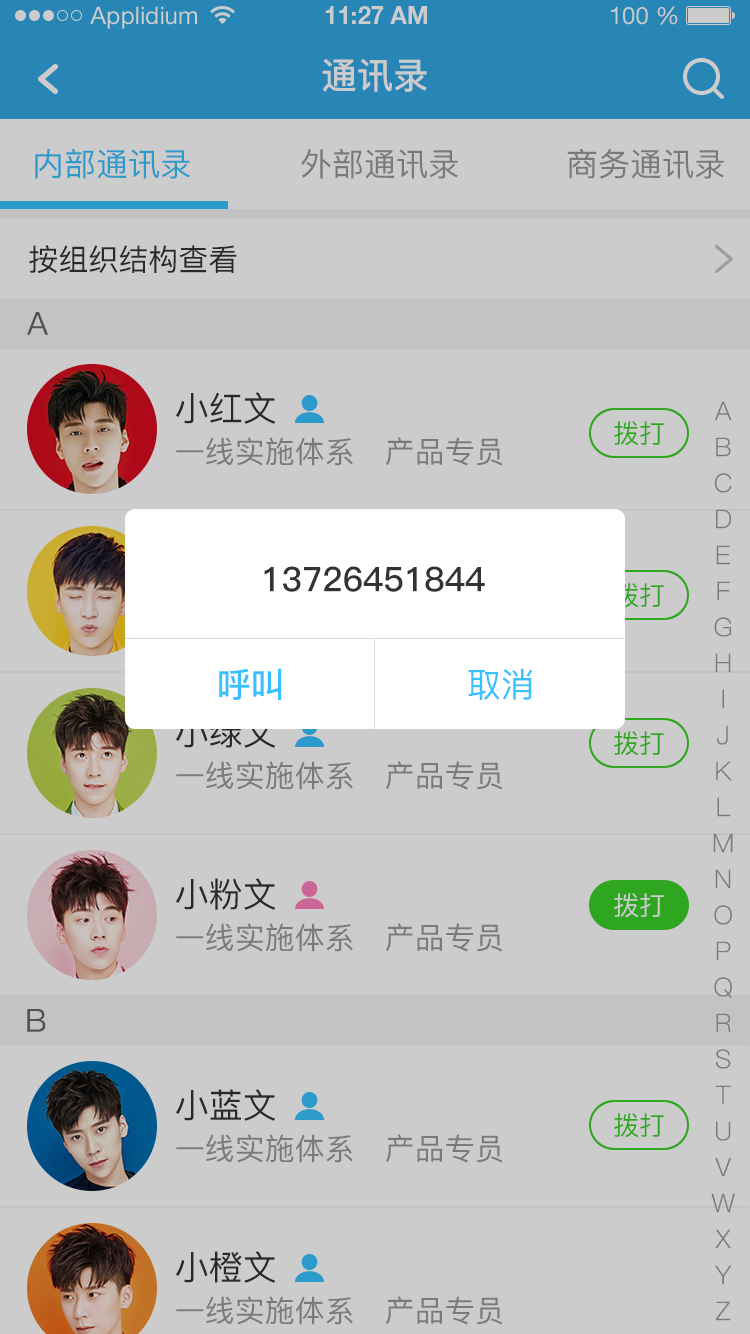 Applidium 11:27 AM 100 %
通讯录
内部通讯录 外部通讯录 商务通讯录
按组织结构查看
A
小红文
一线实施体系 产品专员
拨打
拨打
13726451844
呼叫 取消
小绿文
一线实施体系 产品专员
拨打
小粉文
一线实施体系 产品专员
拨打
B
小蓝文
一线实施体系 产品专员
拨打
小橙文
一线实施体系 产品专员
A
B
C
D
E
F
G
H
I
J
K
L
M
N
O
P
Q
R
S
T
U
V
W
X
Y
Z